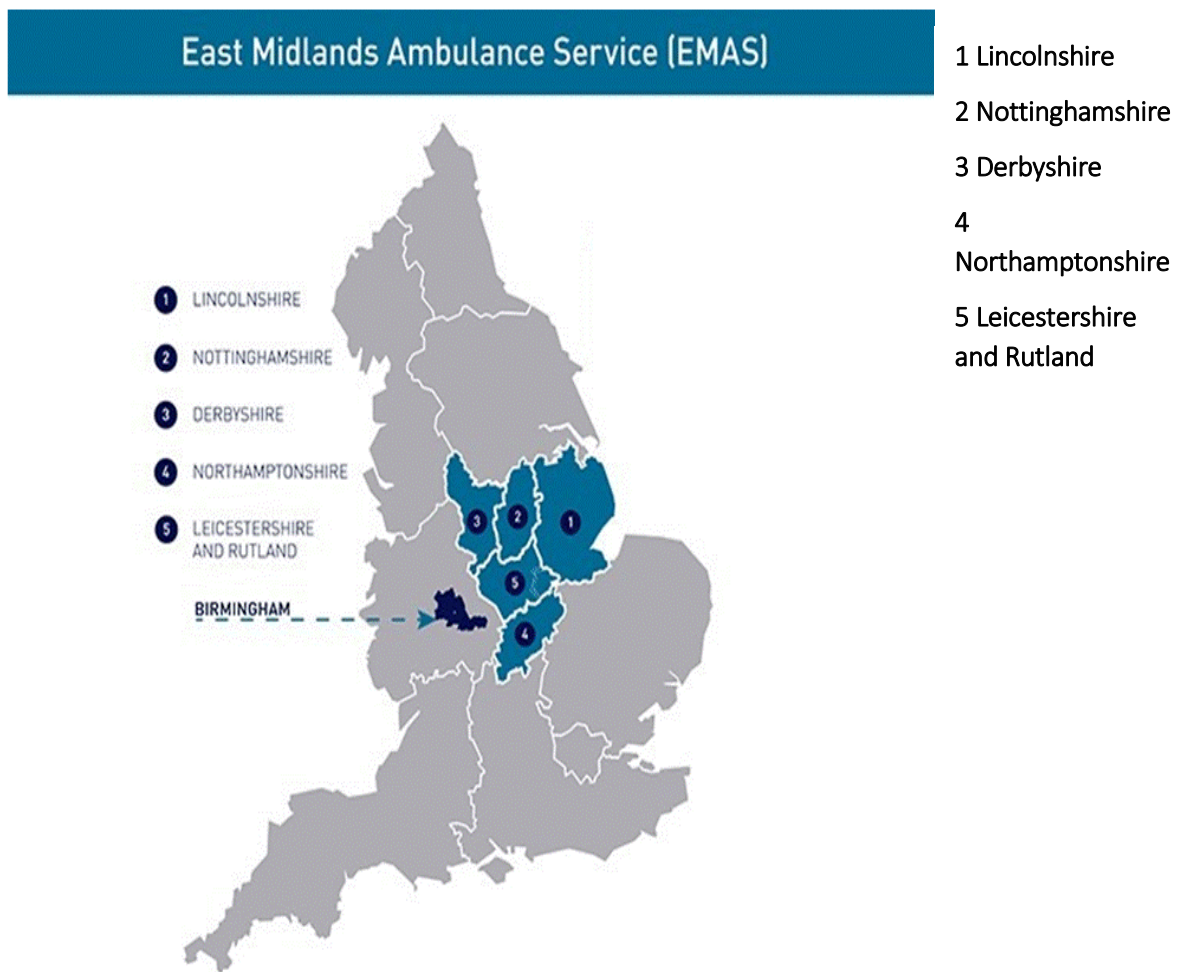 East Midlands Ambulance Service (EMAS)
1 LINCOLNSHIRE
2 NOTTINGHAMSHIRE
3 DERBYSHIRE
4 NORTHAMPTONSHIRE
5 LEICESTERSHIRE
AND RUTLAND
BIRMINGHAM
3
2
1
5
4
1 Lincolnshire
2 Nottinghamshire
3 Derbyshire
4
Northamptonshire
5 Leicestershire
and Rutland